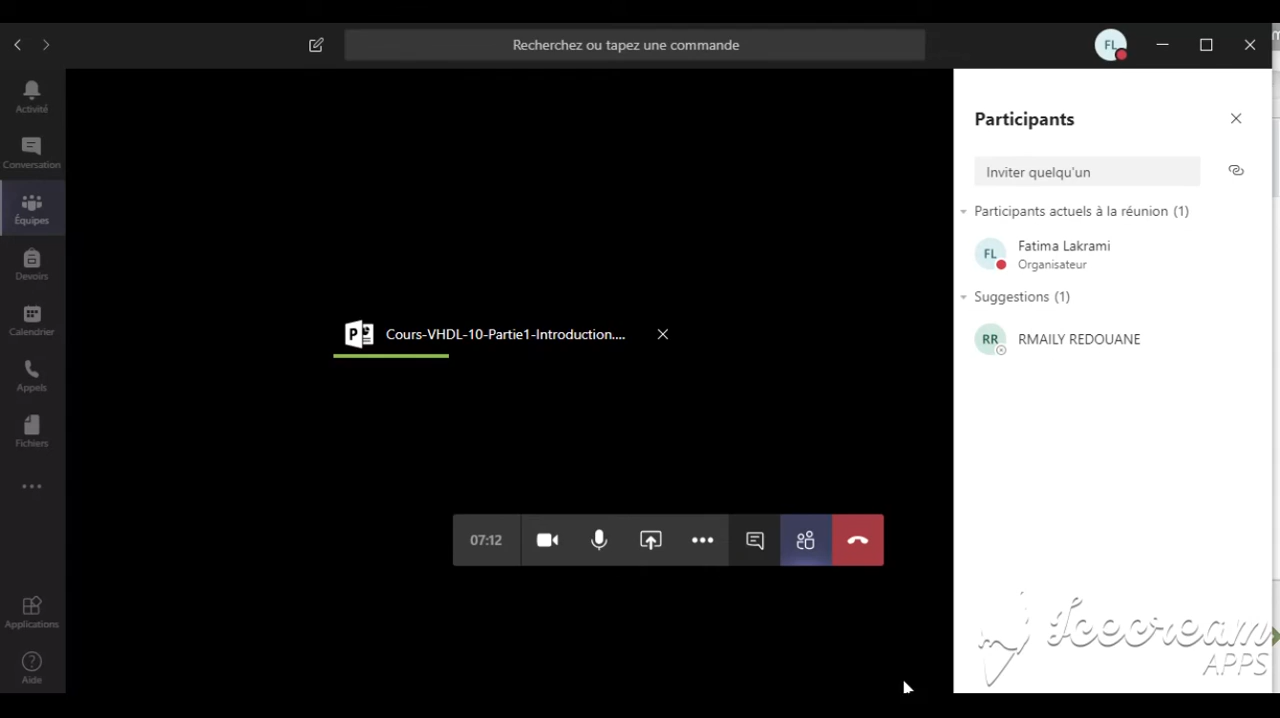 Recherchez ou tapez une commande
FL
Activité
Conversation
Équipes
Devoirs
Calendrier
Appels
Fichiers
Applications
Aide
Cours-VHDL-10-Partie1-Introduction....
07:12
Participants
Inviter quelqu'un
Participants actuels à la réunion (1)
FL
Fatima Lakrami
Organisateur
Suggestions (1)
RR
RMAILY REDOUANE
Icecream
APPS